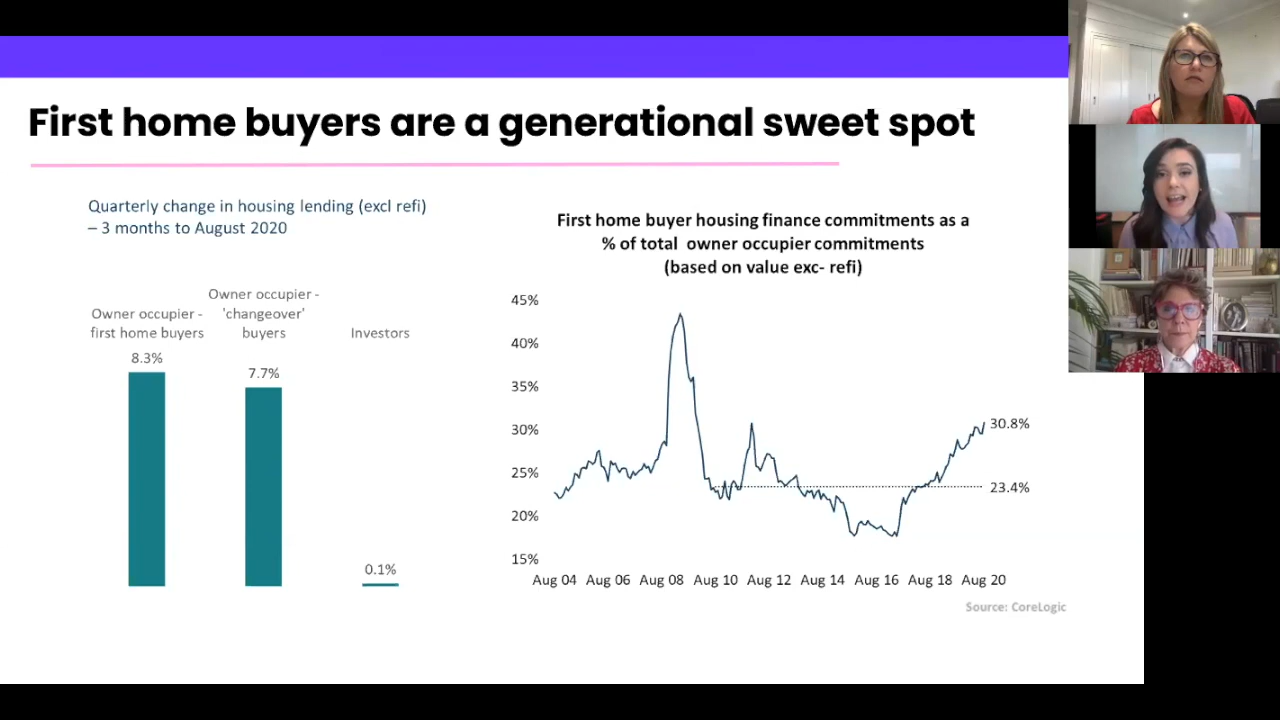 First home buyers are a generational sweet spot
Quarterly change in housing lending (excl refi)
– 3 months to August 2020
Owner occupier -
first home buyers
Owner occupier -
'changeover'
buyers
Investors
8.3%
7.7%
0.1%
First home buyer housing finance commitments as a
% of total owner occupier commitments
(based on value exc- refi)
45%
40%
35%
30%
25%
20%
15%
30.8%
23.4%
Aug 04 Aug 06 Aug 08 Aug 10 Aug 12 Aug 14 Aug 16 Aug 18 Aug 20
Source: CoreLogic